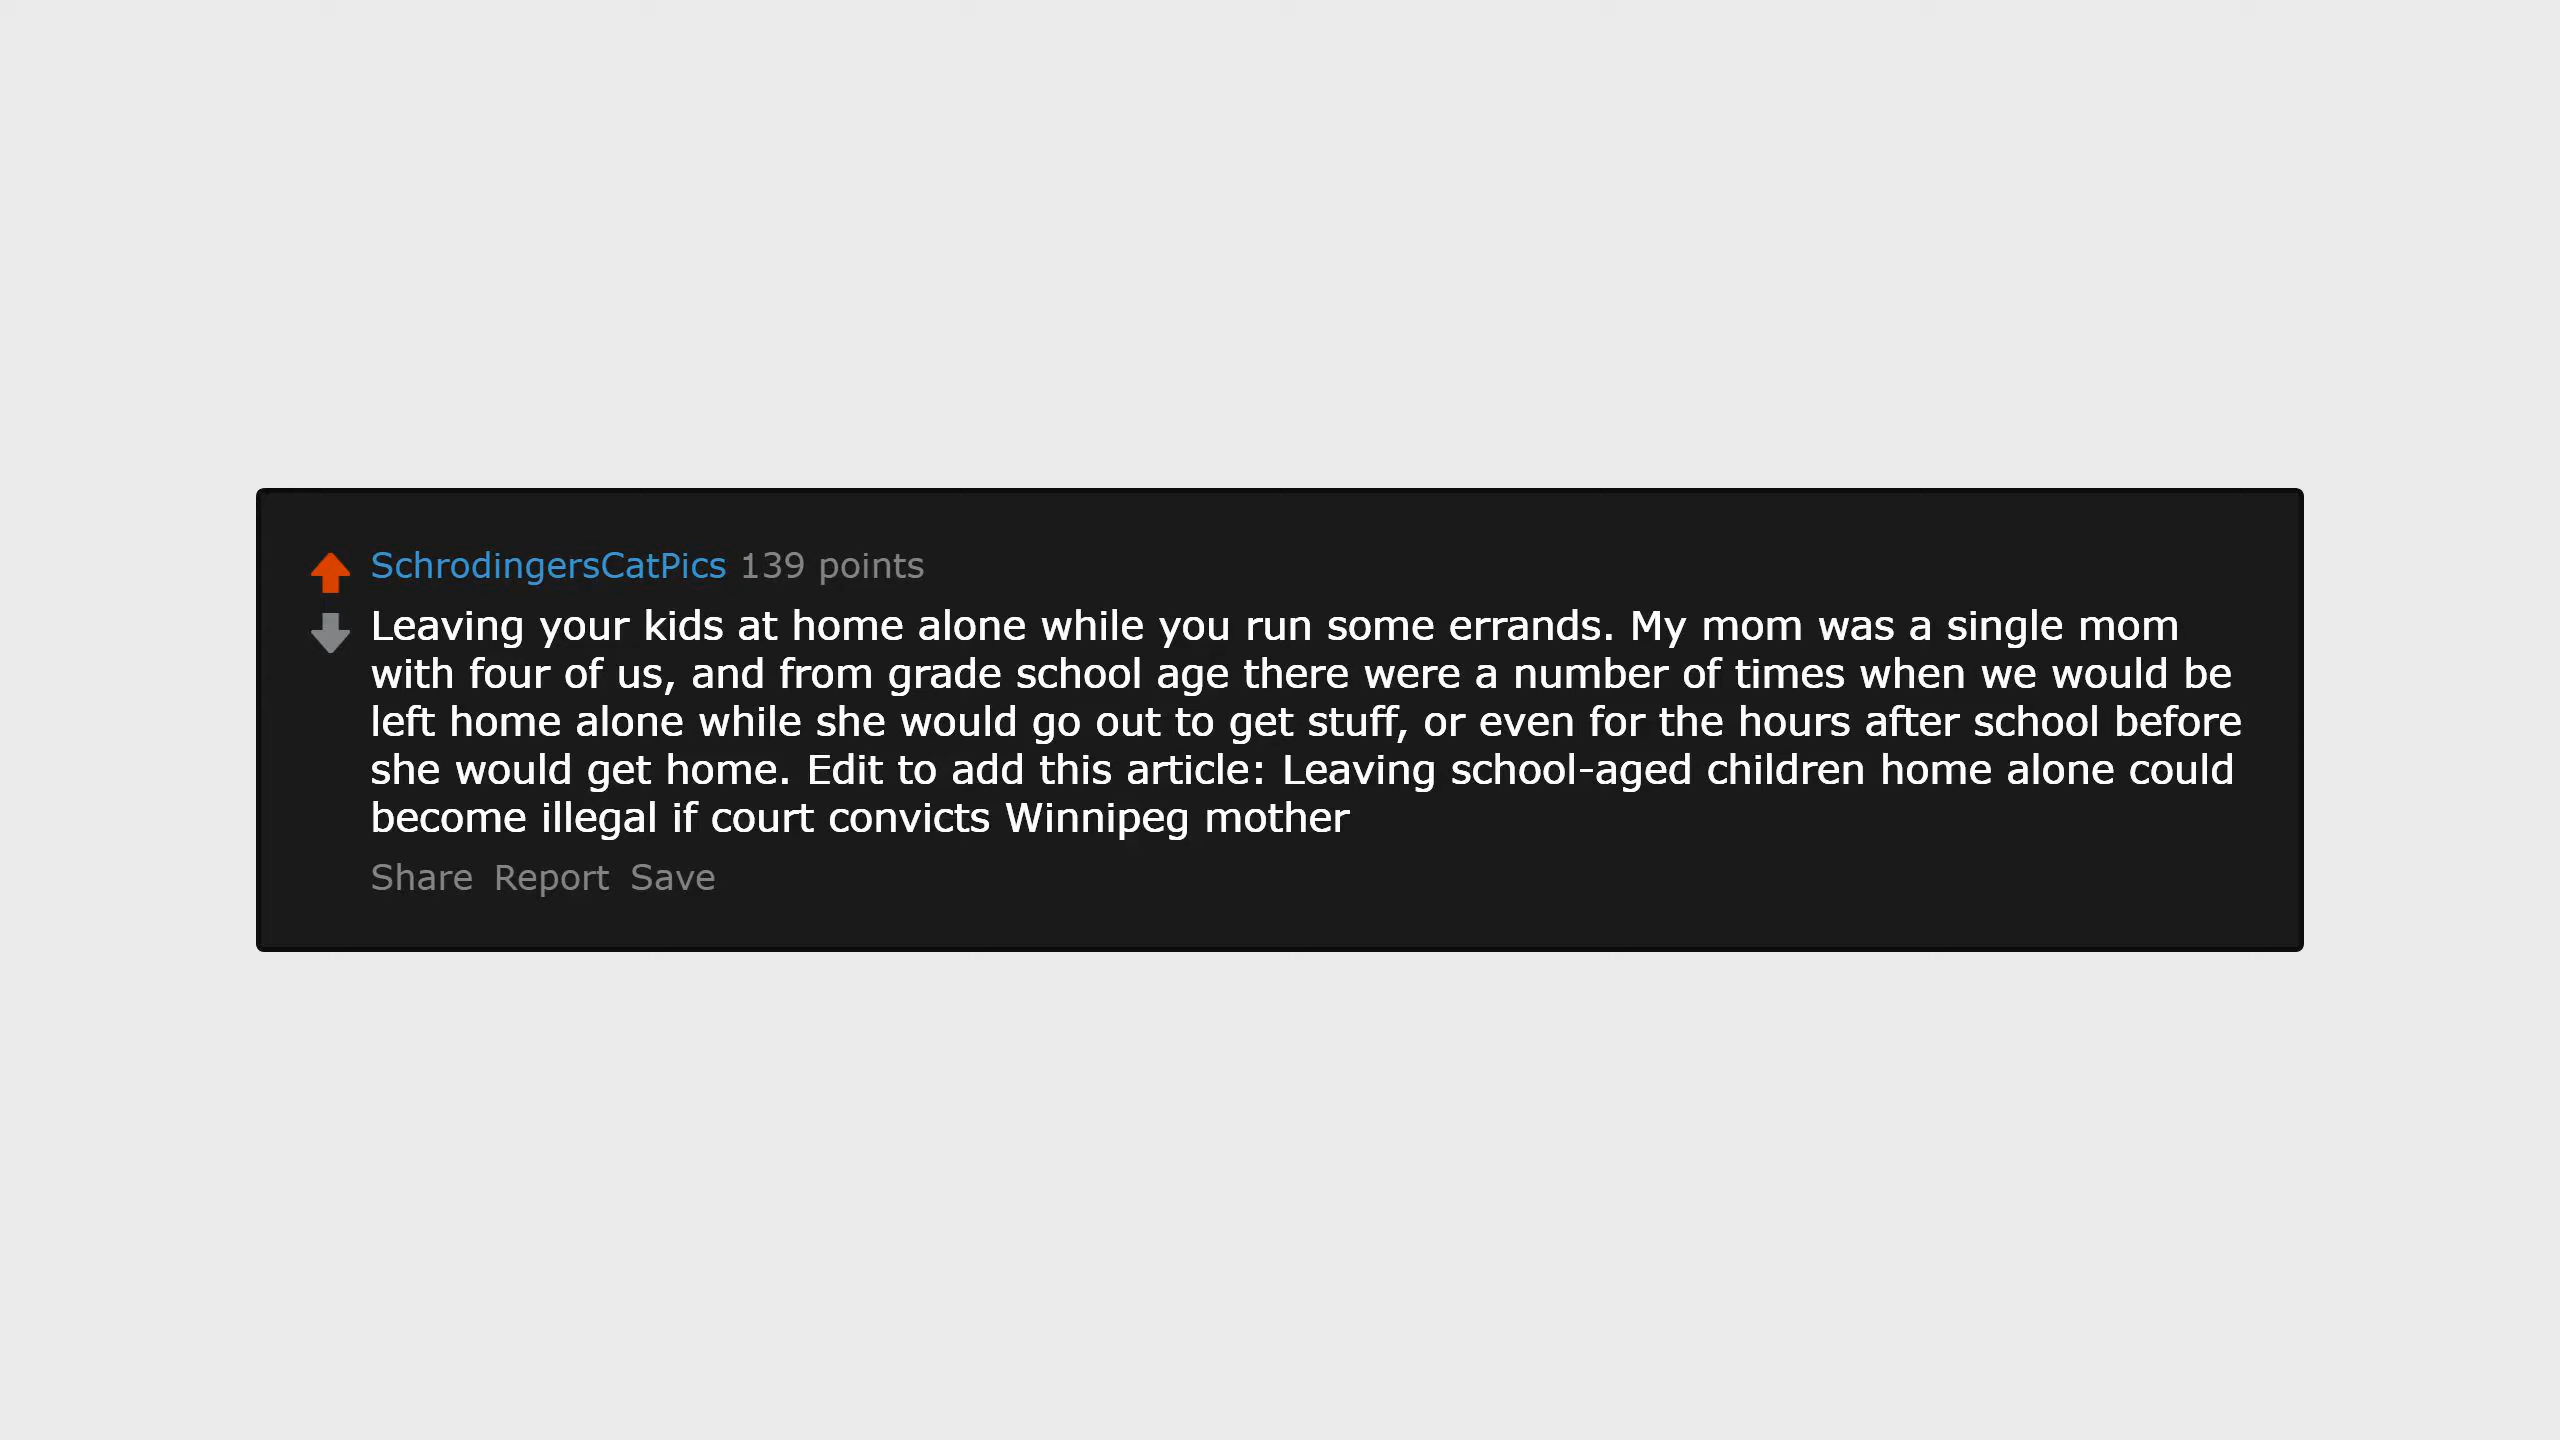 SchrodingersCatPics 139 points
Leaving your kids at home alone while you run some errands. My mom was a single mom
with four of us, and from grade school age there were a number of times when we would be
left home alone while she would go out to get stuff, or even for the hours after school before
she would get home. Edit to add this article: Leaving school-aged children home alone could
become illegal if court convicts Winnipeg mother
Share Report Save